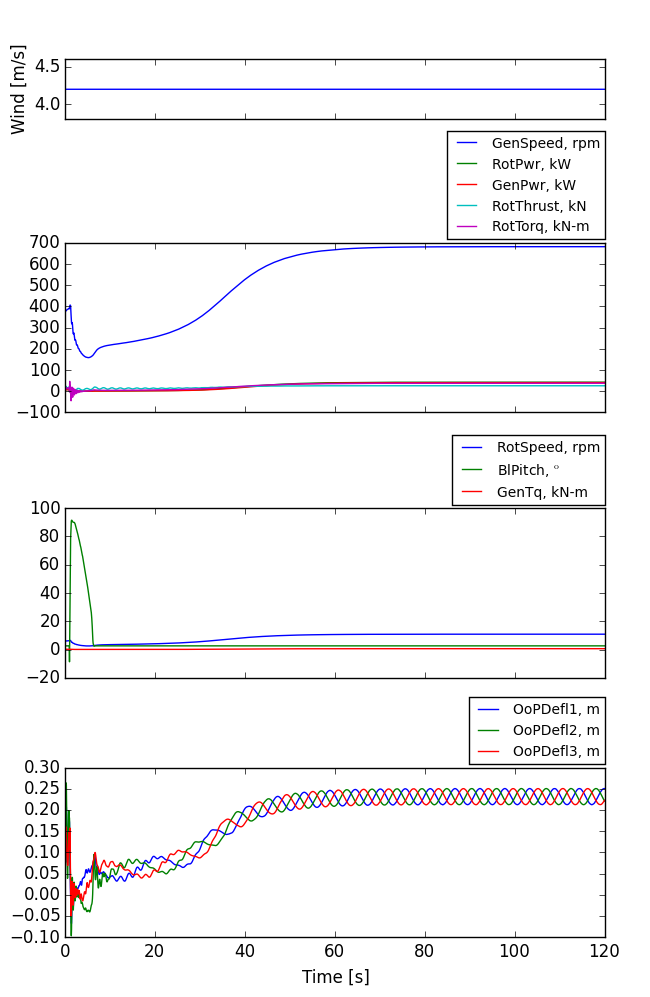 Wind [m/s]
4.5
4.0
GenSpeed, rpm
RotPwr, kW
GenPwr, kW
RotThrust, kN
RotTorq, kN-m
700
600
500
400
300
200
100
0
−100
RotSpeed, rpm
BlPitch, °
GenTq, kN-m
100
80
60
40
20
0
−20
OoPDefl1, m
OoPDefl2, m
OoPDefl3, m
0.30
0.25
0.20
0.15
0.10
0.05
0.00
−0.05
−0.10
0 20 40 60 80 100 120
Time [s]